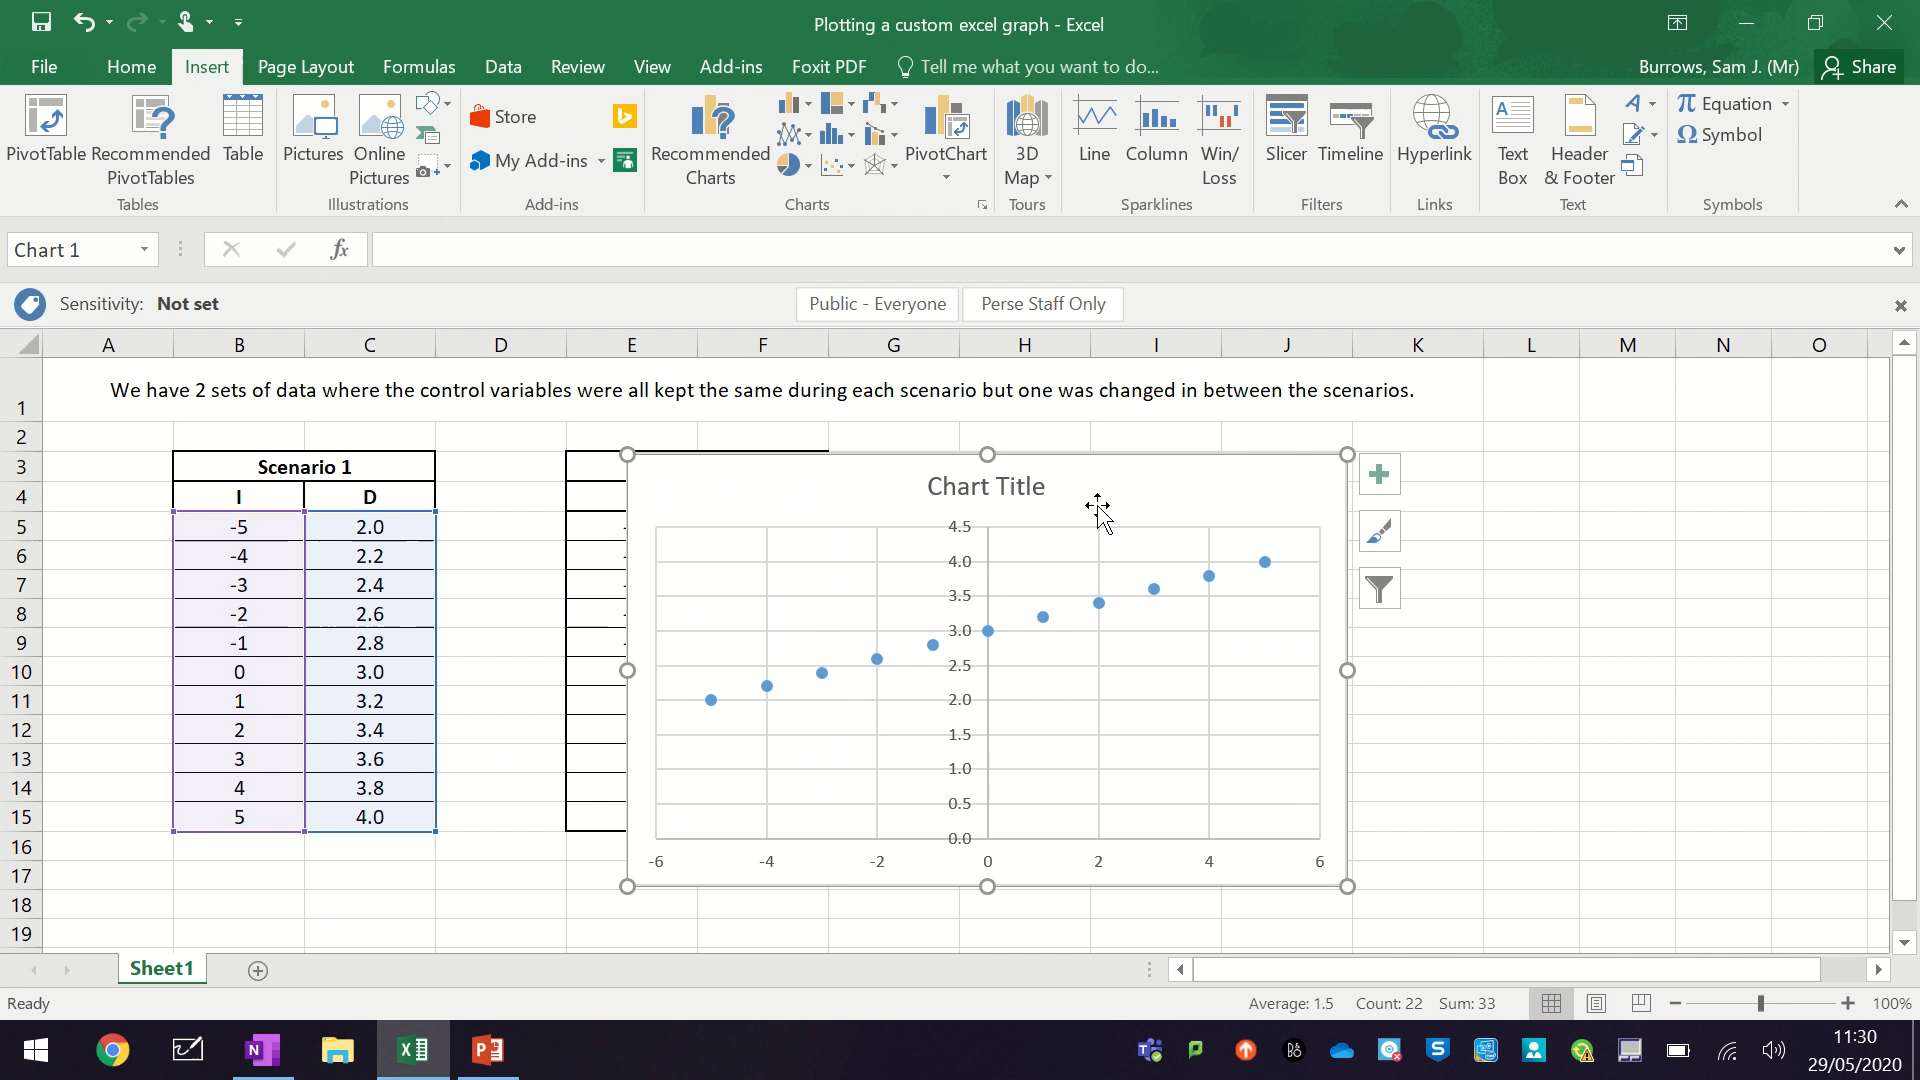 Plotting a custom excel graph - Excel
File Home Insert Page Layout Formulas Data Review View Add-ins Foxit PDF Tell me what you want to do... Burrows, Sam J. (Mr) Share
PivotTable Recommended PivotTables Table
Tables
Pictures Online Pictures
Illustrations
Store
My Add-ins
Add-ins
Recommended Charts
PivotChart
Charts
3D Map
Tours
Line Column Win/ Loss
Sparklines
Slicer Timeline
Filters
Hyperlink
Links
Text Box Header & Footer
Text
Equation
Symbol
Symbols
Chart 1 fx
Sensitivity: Not set Public - Everyone Perse Staff Only
A B C D E F G H I J K L M N O
1 We have 2 sets of data where the control variables were all kept the same during each scenario but one was changed in between the scenarios.
2
3 Scenario 1
4 I D
5 -5 2.0
6 -4 2.2
7 -3 2.4
8 -2 2.6
9 -1 2.8
10 0 3.0
11 1 3.2
12 2 3.4
13 3 3.6
14 4 3.8
15 5 4.0
16
17
18
19
Chart Title
4.5
4.0
3.5
3.0
2.5
2.0
1.5
1.0
0.5
0.0
-6 -4 -2 0 2 4 6
Sheet1
Ready Average: 1.5 Count: 22 Sum: 33 100%
11:30
29/05/2020